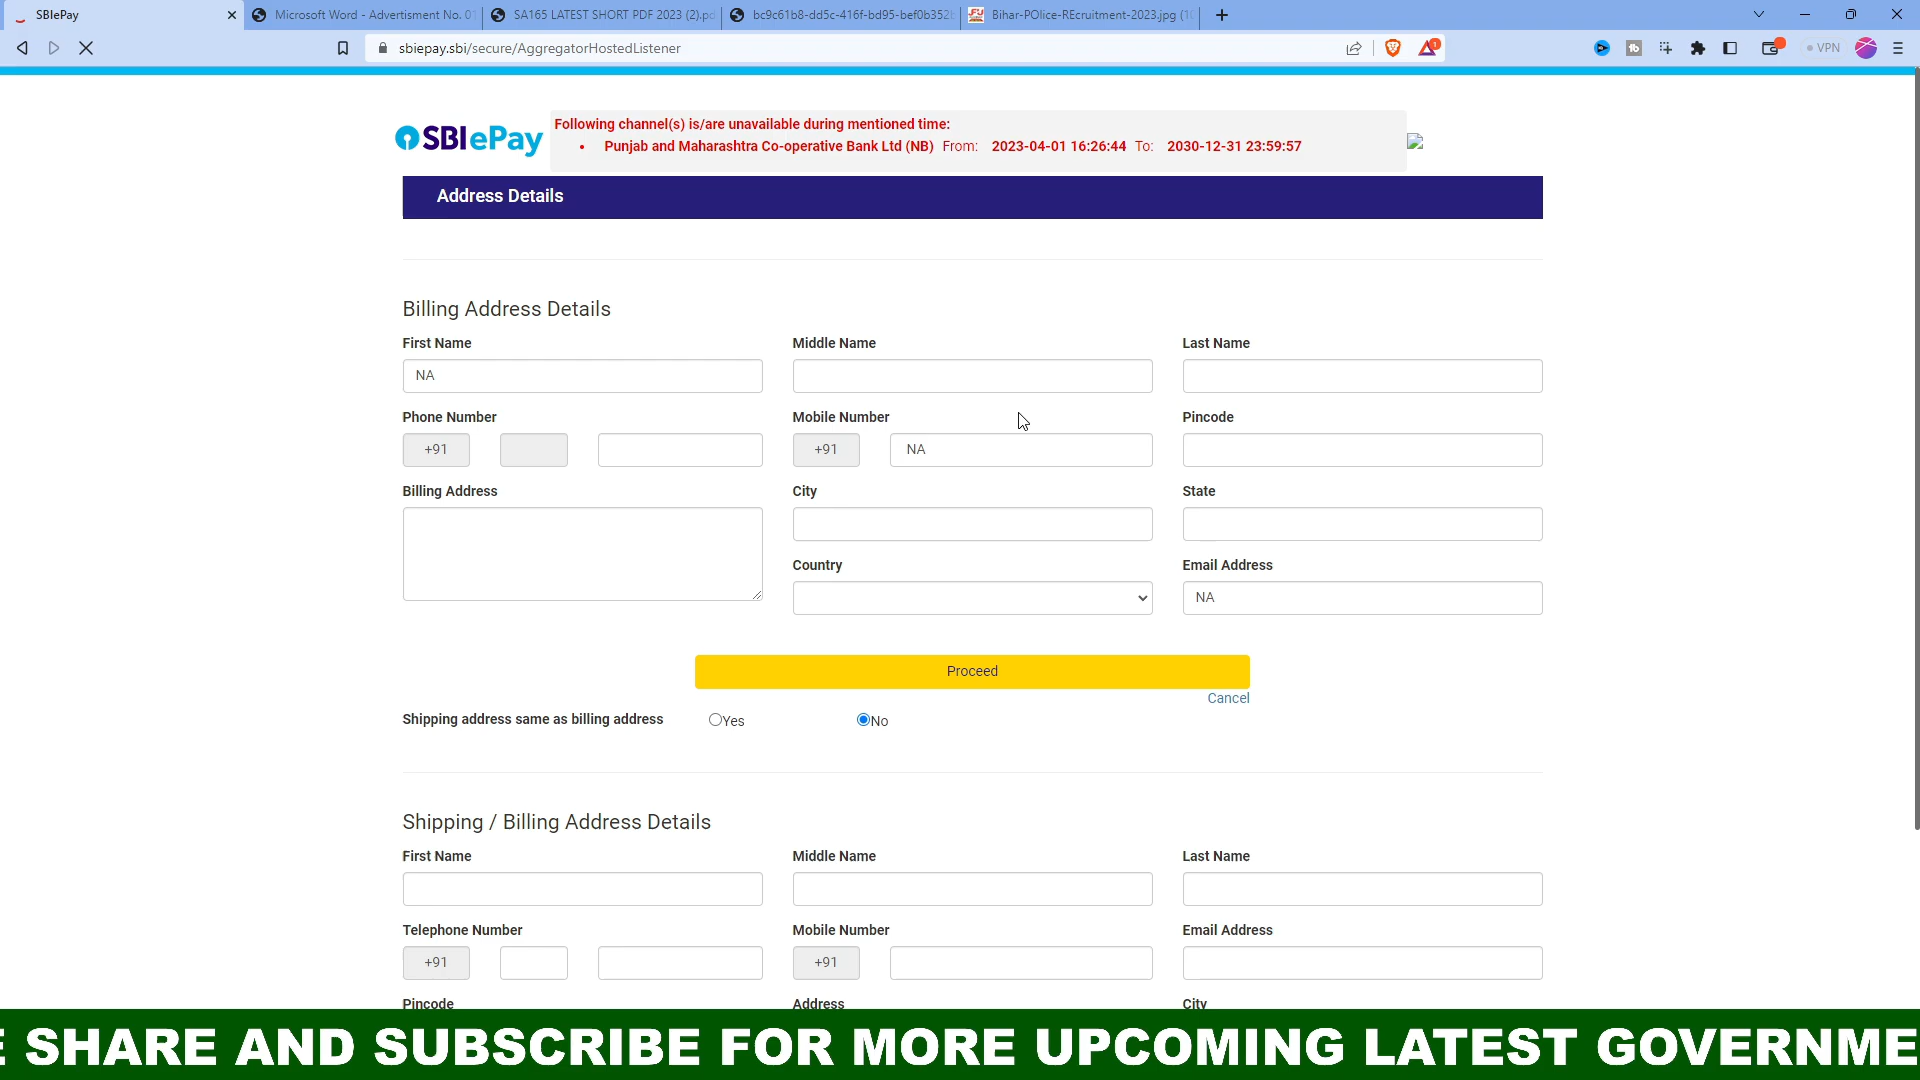 SBIePay
Microsoft Word - Advertisment No. 01
SA165 LATEST SHORT PDF 2023 (2).pd
bc9c61b8-dd5c-416f-bd95-bef0b352
Bihar-POlice-REcruitment-2023.jpg (10
sbiepay.sbi/secure/AggregatorHostedListener
VPN
SBIePay
Following channel(s) is/are unavailable during mentioned time:
• Punjab and Maharashtra Co-operative Bank Ltd (NB) From: 2023-04-01 16:26:44 To: 2030-12-31 23:59:57
Address Details
Billing Address Details
First Name Middle Name Last Name
NA
Phone Number Mobile Number Pincode
+91 +91 NA
Billing Address City State
Country Email Address
NA
Proceed
Cancel
Shipping address same as billing address Yes No
Shipping / Billing Address Details
First Name Middle Name Last Name
Telephone Number Mobile Number Email Address
+91 +91
Pincode Address City
SHARE AND SUBSCRIBE FOR MORE UPCOMING LATEST GOVERNME